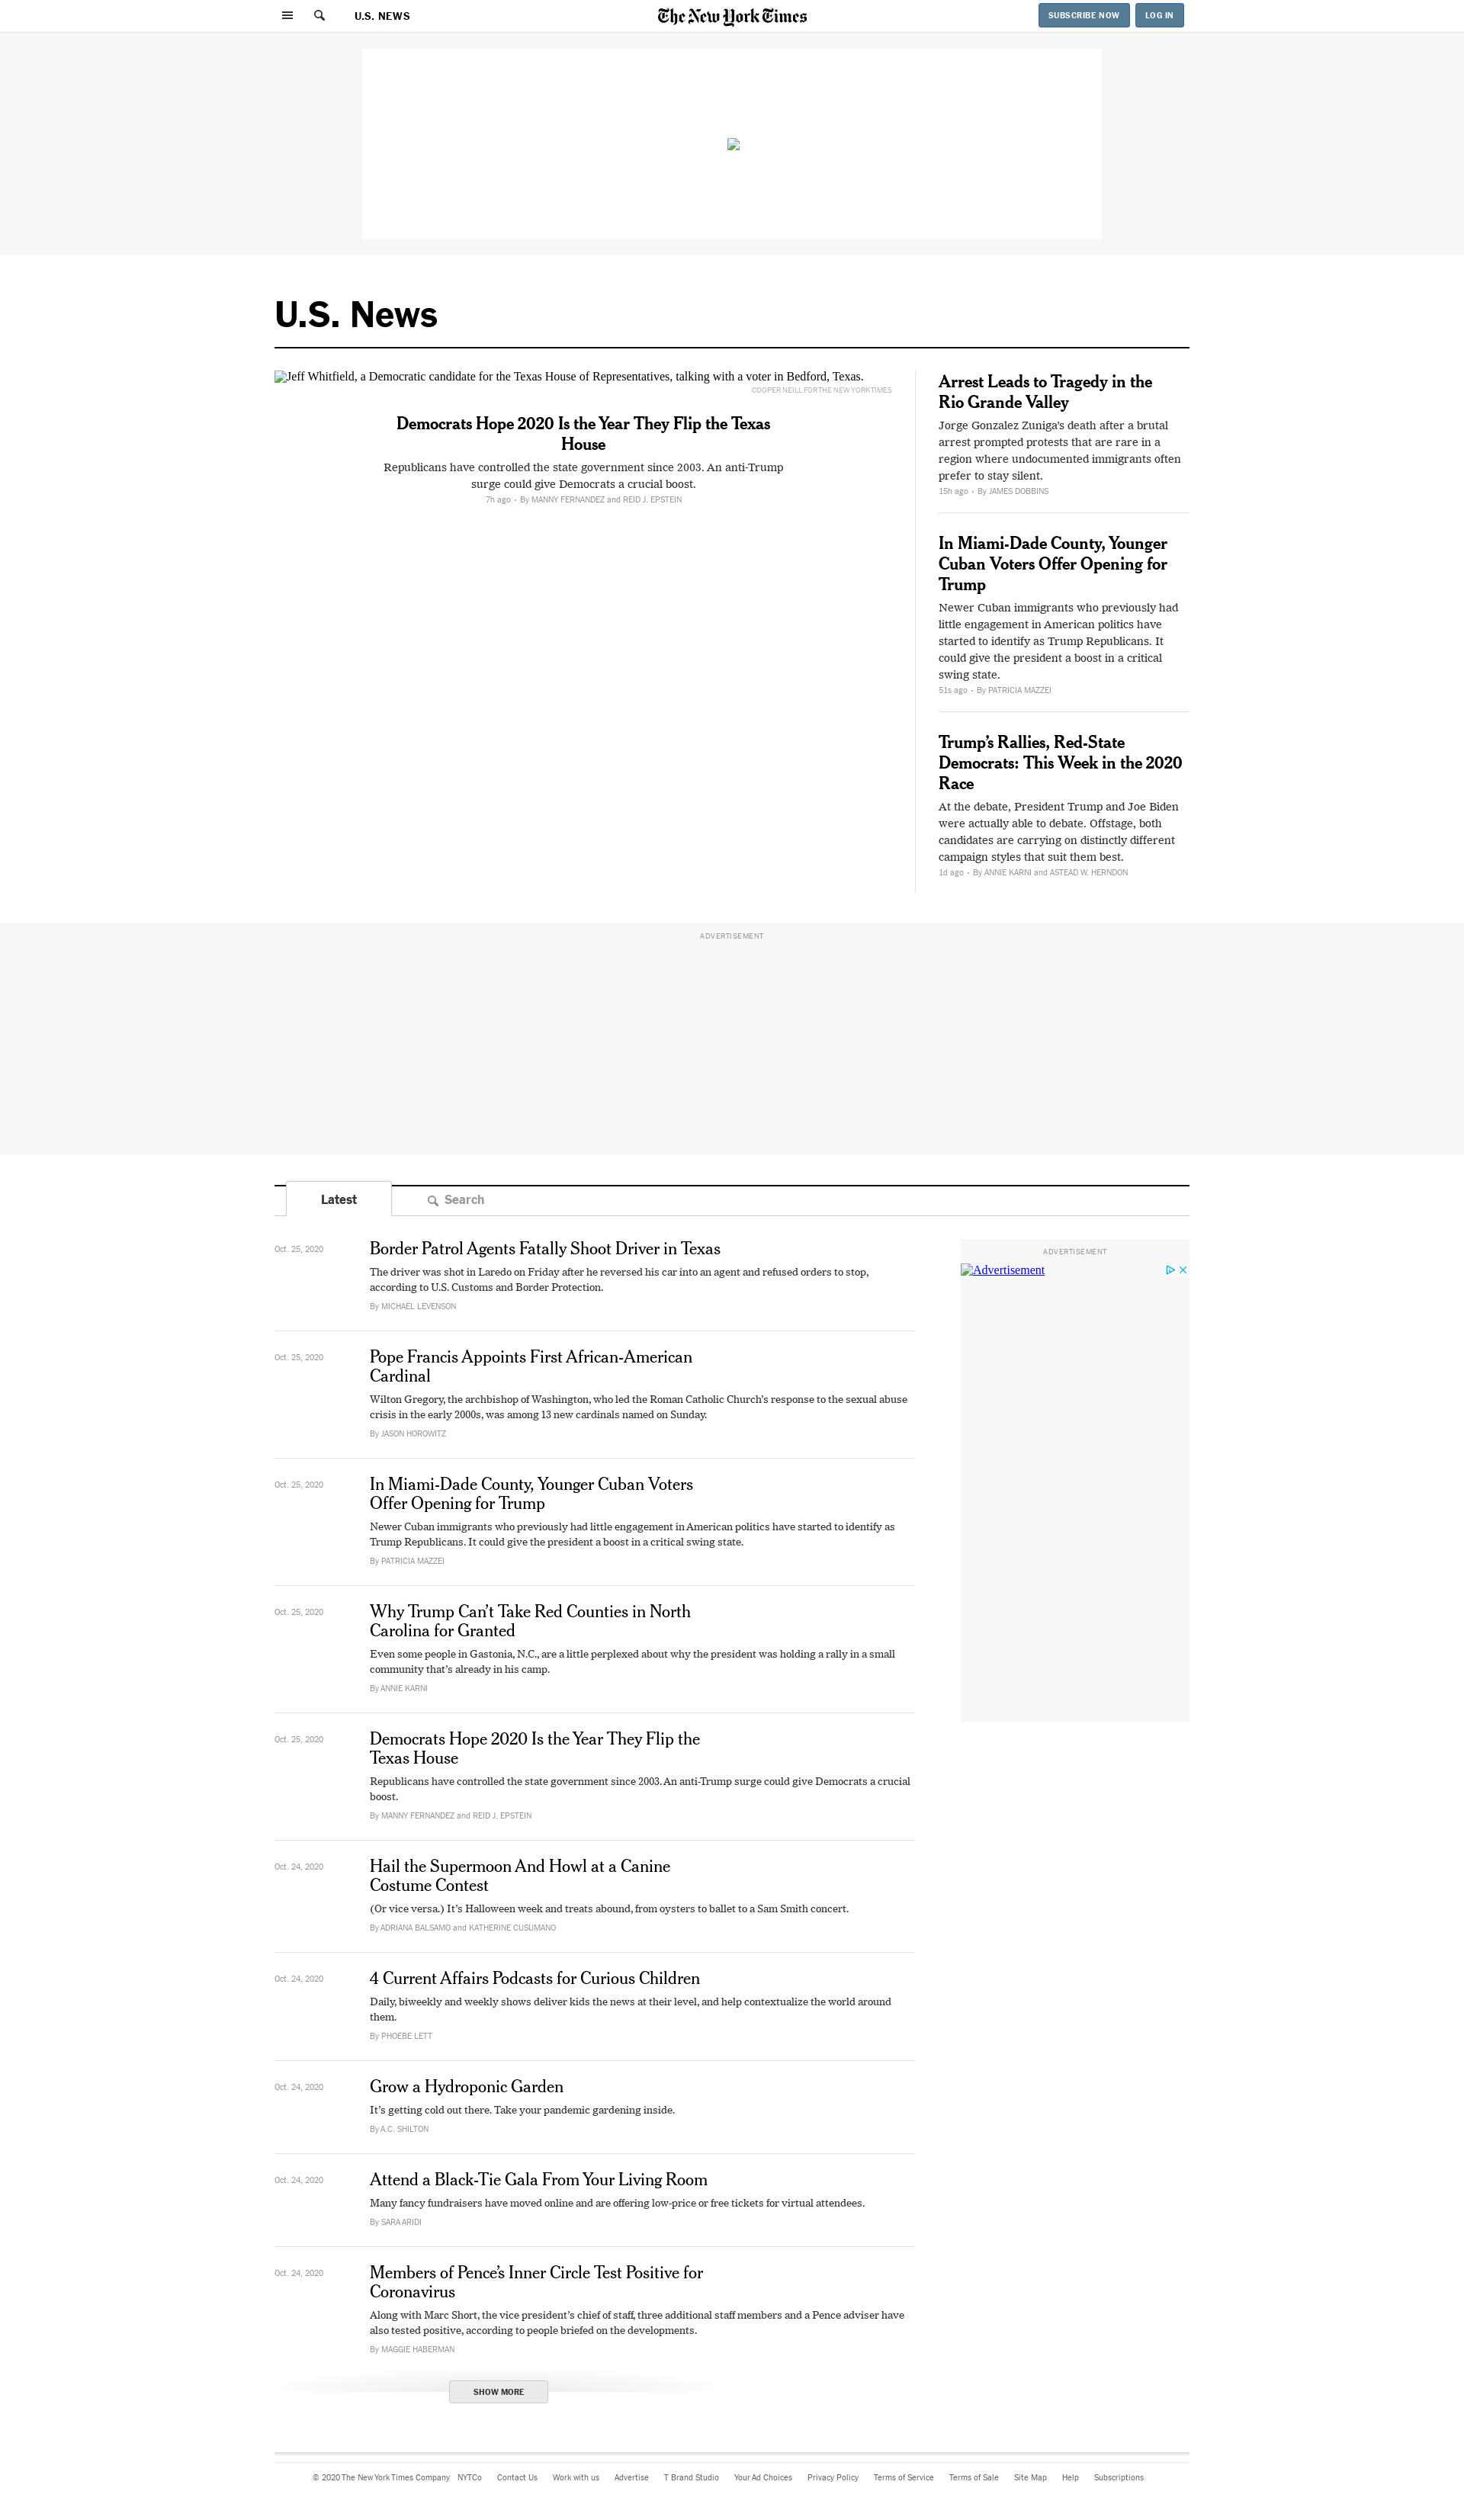 U.S. NEWS
The New York Times
SUBSCRIBE NOW
LOG IN
U.S. News
Jeff Whitfield, a Democratic candidate for the Texas House of Representatives, talking with a voter in Bedford, Texas.
COOPER NEILL FOR THE NEW YORK TIMES
Democrats Hope 2020 Is the Year They Flip the Texas
House
Republicans have controlled the state government since 2003. An anti-Trump
surge could give Democrats a crucial boost.
7h ago • By MANNY FERNANDEZ and REID J. EPSTEIN
Arrest Leads to Tragedy in the
Rio Grande Valley
Jorge Gonzalez Zuniga’s death after a brutal
arrest prompted protests that are rare in a
region where undocumented immigrants often
prefer to stay silent.
15h ago • By JAMES DOBBINS
In Miami-Dade County, Younger
Cuban Voters Offer Opening for
Trump
Newer Cuban immigrants who previously had
little engagement in American politics have
started to identify as Trump Republicans. It
could give the president a boost in a critical
swing state.
51s ago • By PATRICIA MAZZEI
Trump’s Rallies, Red-State
Democrats: This Week in the 2020
Race
At the debate, President Trump and Joe Biden
were actually able to debate. Offstage, both
candidates are carrying on distinctly different
campaign styles that suit them best.
1d ago • By ANNIE KARNI and ASTEAD W. HERNDON
ADVERTISEMENT
Latest
Search
Oct. 25, 2020
Border Patrol Agents Fatally Shoot Driver in Texas
The driver was shot in Laredo on Friday after he reversed his car into an agent and refused orders to stop,
according to U.S. Customs and Border Protection.
By MICHAEL LEVENSON
ADVERTISEMENT
Advertisement
Oct. 25, 2020
Pope Francis Appoints First African-American
Cardinal
Wilton Gregory, the archbishop of Washington, who led the Roman Catholic Church’s response to the sexual abuse
crisis in the early 2000s, was among 13 new cardinals named on Sunday.
By JASON HOROWITZ
Oct. 25, 2020
In Miami-Dade County, Younger Cuban Voters
Offer Opening for Trump
Newer Cuban immigrants who previously had little engagement in American politics have started to identify as
Trump Republicans. It could give the president a boost in a critical swing state.
By PATRICIA MAZZEI
Oct. 25, 2020
Why Trump Can’t Take Red Counties in North
Carolina for Granted
Even some people in Gastonia, N.C., are a little perplexed about why the president was holding a rally in a small
community that’s already in his camp.
By ANNIE KARNI
Oct. 25, 2020
Democrats Hope 2020 Is the Year They Flip the
Texas House
Republicans have controlled the state government since 2003. An anti-Trump surge could give Democrats a crucial
boost.
By MANNY FERNANDEZ and REID J. EPSTEIN
Oct. 24, 2020
Hail the Supermoon And Howl at a Canine
Costume Contest
(Or vice versa.) It’s Halloween week and treats abound, from oysters to ballet to a Sam Smith concert.
By ADRIANA BALSAMO and KATHERINE CUSUMANO
Oct. 24, 2020
4 Current Affairs Podcasts for Curious Children
Daily, biweekly and weekly shows deliver kids the news at their level, and help contextualize the world around
them.
By PHOEBE LETT
Oct. 24, 2020
Grow a Hydroponic Garden
It’s getting cold out there. Take your pandemic gardening inside.
By A.C. SHILTON
Oct. 24, 2020
Attend a Black-Tie Gala From Your Living Room
Many fancy fundraisers have moved online and are offering low-price or free tickets for virtual attendees.
By SARA ARIDI
Oct. 24, 2020
Members of Pence’s Inner Circle Test Positive for
Coronavirus
Along with Marc Short, the vice president’s chief of staff, three additional staff members and a Pence adviser have
also tested positive, according to people briefed on the developments.
By MAGGIE HABERMAN
SHOW MORE
© 2020 The New York Times Company NYTCo Contact Us Work with us Advertise T Brand Studio Your Ad Choices Privacy Policy Terms of Service Terms of Sale Site Map Help Subscriptions